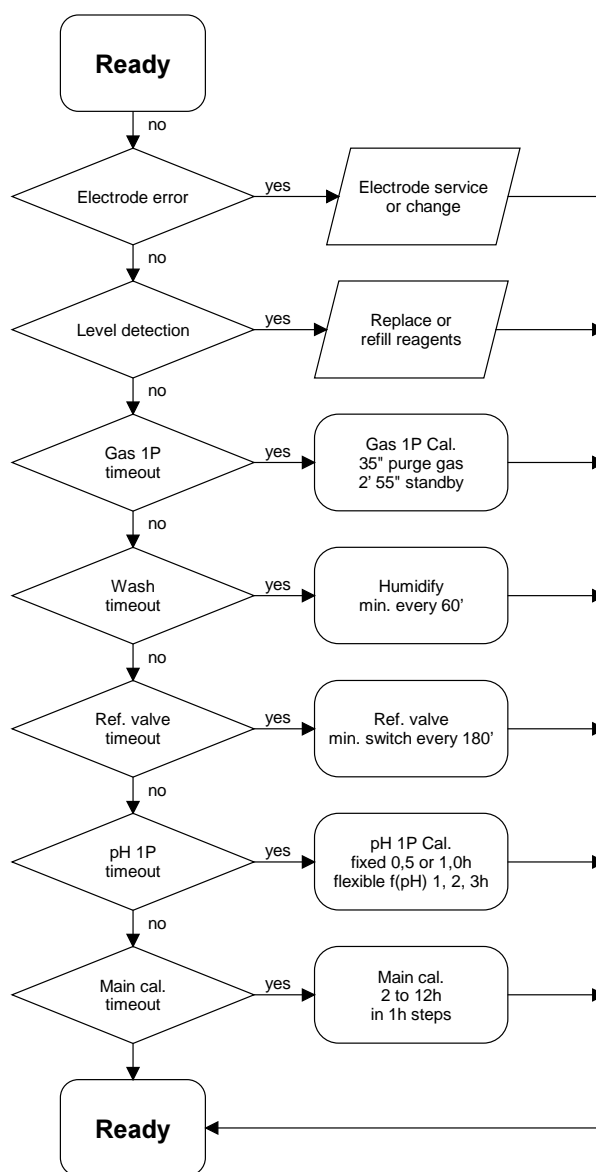 Ready
no
Electrode error
yes
Electrode service
or change
no
Level detection
yes
Replace or
refill reagents
no
Gas 1P
timeout
yes
Gas 1P Cal.
35" purge gas
2' 55" standby
no
Wash
timeout
yes
Humidify
min. every 60’
no
Ref. valve
timeout
yes
Ref. valve
min. switch every 180’
no
pH 1P
timeout
yes
pH 1P Cal.
fixed 0,5 or 1,0h
flexible f(pH) 1, 2, 3h
no
Main cal.
timeout
yes
Main cal.
2 to 12h
in 1h steps
Ready